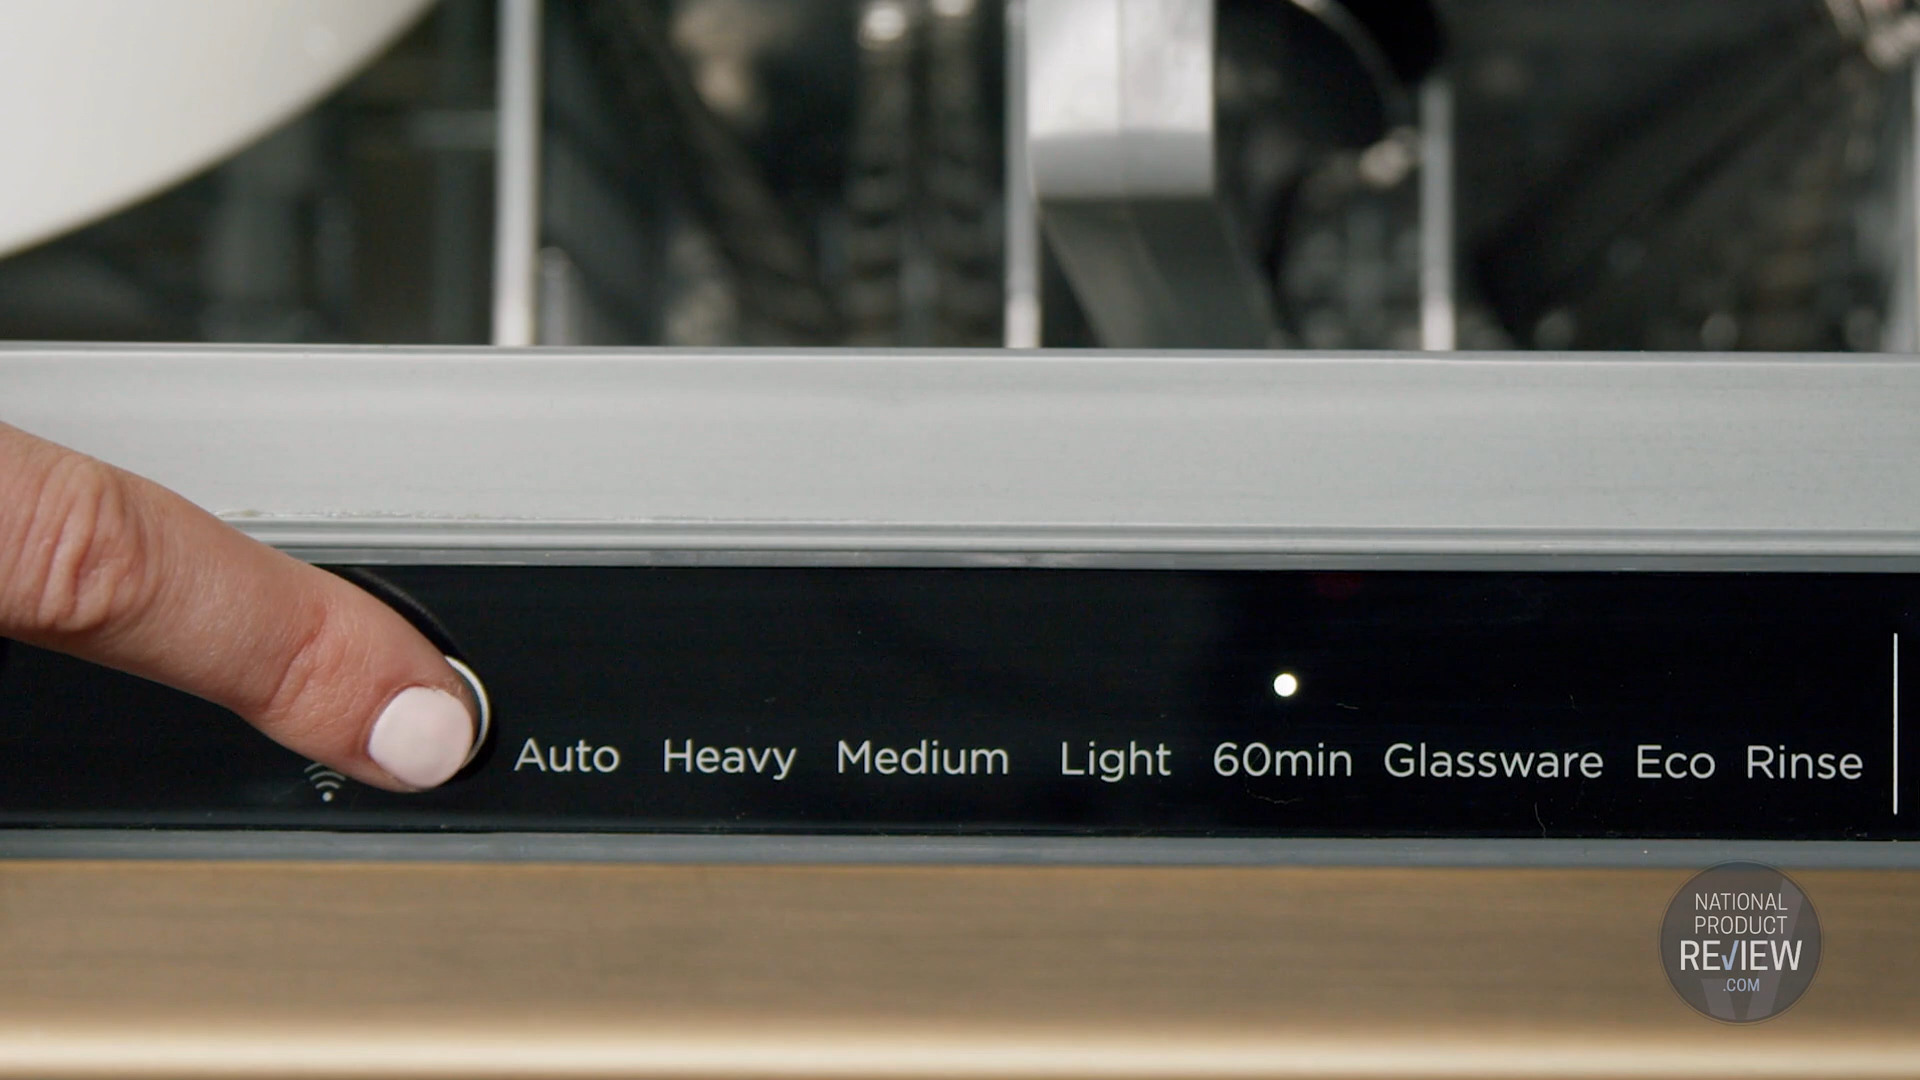 Auto Heavy Medium Light 60min Glassware Eco Rinse
NATIONAL
PRODUCT
REVIEW
.COM